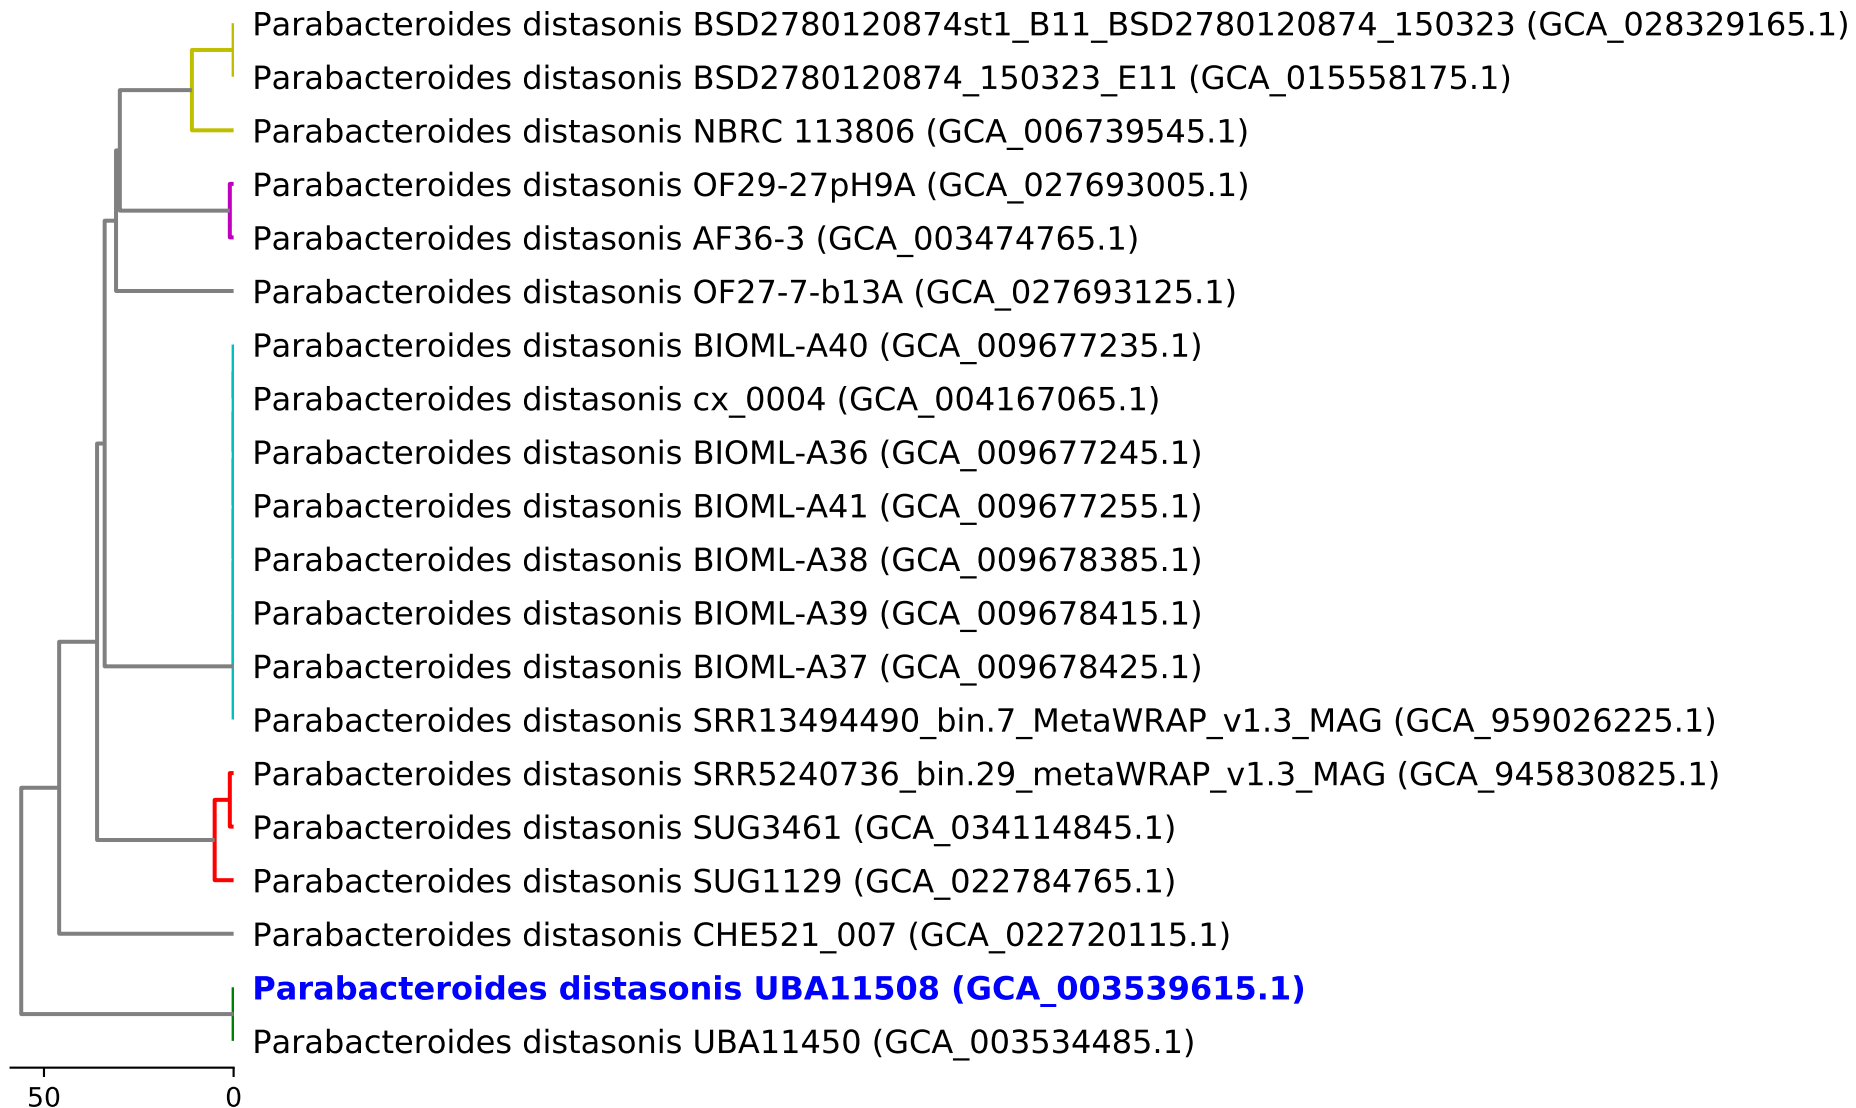 Parabacteroides distasonis BSD2780120874st1_B11_BSD2780120874_150323 (GCA_028329165.1)
Parabacteroides distasonis BSD2780120874_150323_E11 (GCA_015558175.1)
Parabacteroides distasonis NBRC 113806 (GCA_006739545.1)
Parabacteroides distasonis OF29-27pH9A (GCA_027693005.1)
Parabacteroides distasonis AF36-3 (GCA_003474765.1)
Parabacteroides distasonis OF27-7-b13A (GCA_027693125.1)
Parabacteroides distasonis BIOML-A40 (GCA_009677235.1)
Parabacteroides distasonis cx_0004 (GCA_004167065.1)
Parabacteroides distasonis BIOML-A36 (GCA_009677245.1)
Parabacteroides distasonis BIOML-A41 (GCA_009677255.1)
Parabacteroides distasonis BIOML-A38 (GCA_009678385.1)
Parabacteroides distasonis BIOML-A39 (GCA_009678415.1)
Parabacteroides distasonis BIOML-A37 (GCA_009678425.1)
Parabacteroides distasonis SRR13494490_bin.7_MetaWRAP_v1.3_MAG (GCA_959026225.1)
Parabacteroides distasonis SRR5240736_bin.29_metaWRAP_v1.3_MAG (GCA_945830825.1)
Parabacteroides distasonis SUG3461 (GCA_034114845.1)
Parabacteroides distasonis SUG1129 (GCA_022784765.1)
Parabacteroides distasonis CHE521_007 (GCA_022720115.1)
Parabacteroides distasonis UBA11508 (GCA_003539615.1)
Parabacteroides distasonis UBA11450 (GCA_003534485.1)
50 0